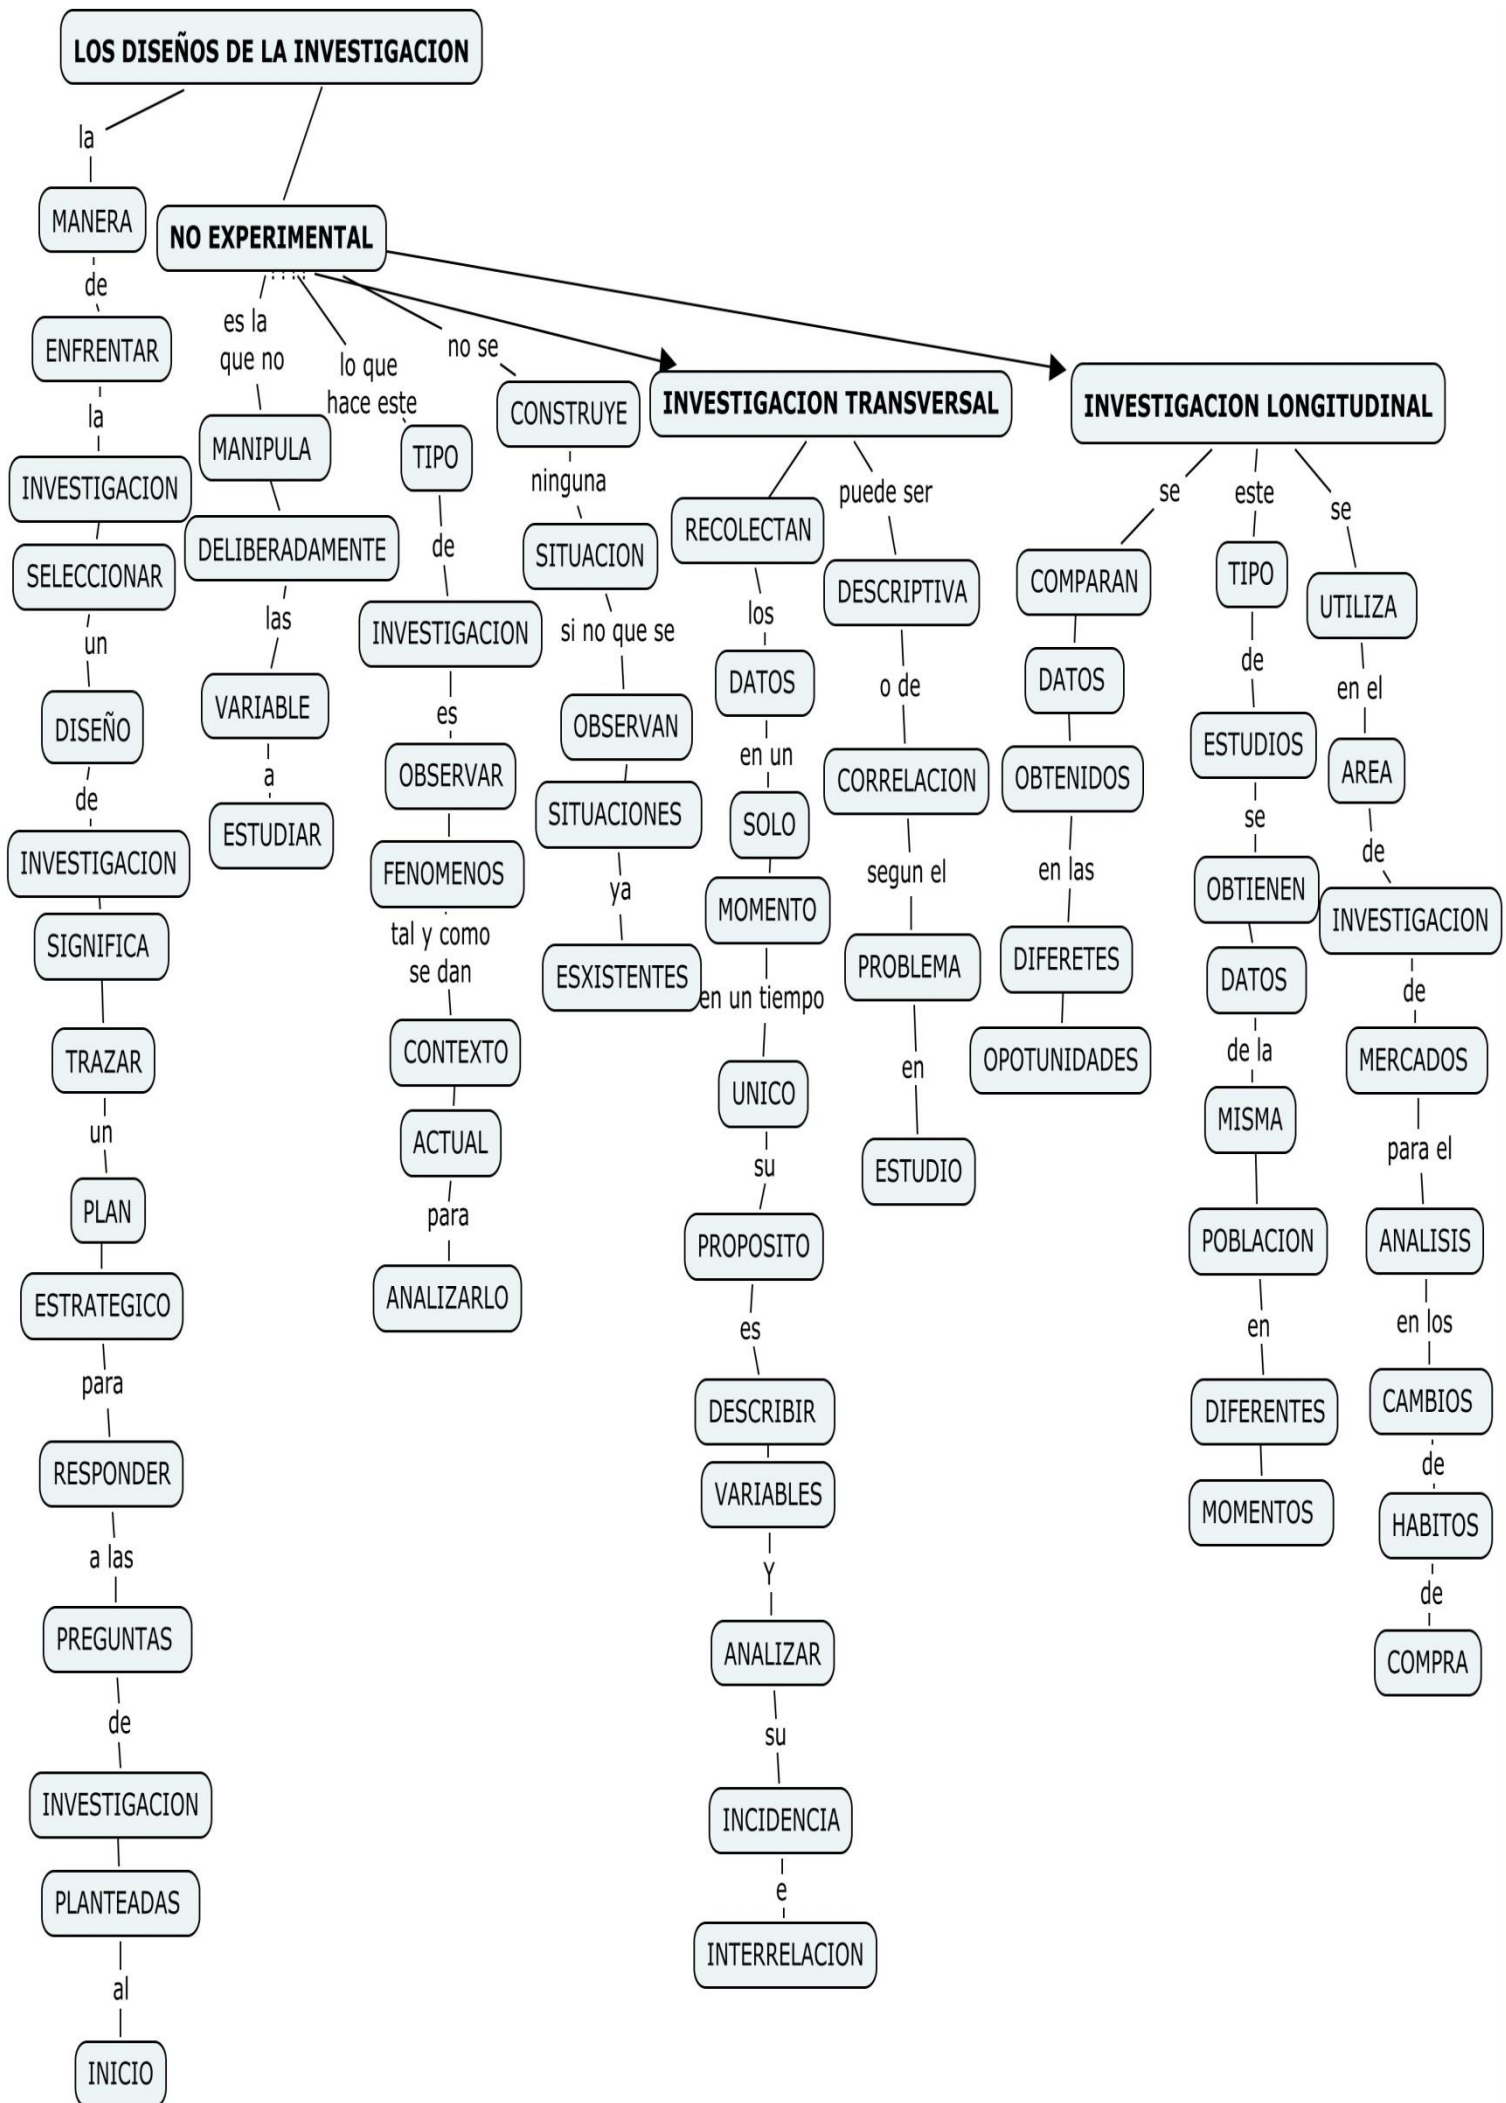 LOS DISEÑOS DE LA INVESTIGACION
la
MANERA
de
ENFRENTAR
la
INVESTIGACION
SELECCIONAR
un
DISEÑO
de
INVESTIGACION
SIGNIFICA
TRAZAR
un
PLAN
ESTRATEGICO
para
RESPONDER
a las
PREGUNTAS
de
INVESTIGACION
PLANTEADAS
al
INICIO
NO EXPERIMENTAL
es la
que no
MANIPULA
DELIBERADAMENTE
las
VARIABLE
a
ESTUDIAR
lo que
hace este
TIPO
de
INVESTIGACION
es
OBSERVAR
FENOMENOS
tal y como
se dan
CONTEXTO
ACTUAL
para
ANALIZARLO
no se
CONSTRUYE
ninguna
SITUACION
si no que se
OBSERVAN
SITUACIONES
ya
ESXISTENTES
INVESTIGACION TRANSVERSAL
RECOLECTAN
los
DATOS
en un
SOLO
MOMENTO
en un tiempo
UNICO
su
PROPOSITO
es
DESCRIBIR
VARIABLES
Y
ANALIZAR
su
INCIDENCIA
e
INTERRELACION
puede ser
DESCRIPTIVA
o de
CORRELACION
segun el
PROBLEMA
en
ESTUDIO
INVESTIGACION LONGITUDINAL
se
COMPARAN
DATOS
OBTENIDOS
en las
DIFERETES
OPOTUNIDADES
este
TIPO
de
ESTUDIOS
se
OBTIENEN
DATOS
de la
MISMA
POBLACION
en
DIFERENTES
MOMENTOS
se
UTILIZA
en el
AREA
de
INVESTIGACION
de
MERCADOS
para el
ANALISIS
en los
CAMBIOS
de
HABITOS
de
COMPRA